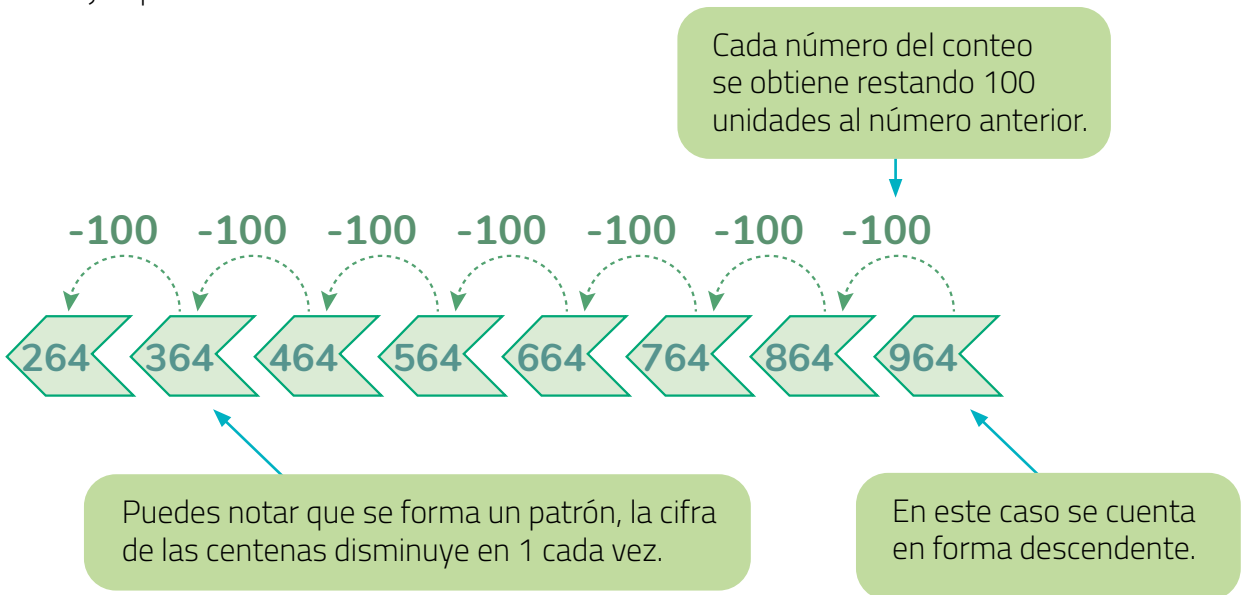 Cada número del conteo
se obtiene restando 100
unidades al número anterior.
-100 -100 -100 -100 -100 -100 -100
264 364 464 564 664 764 864 964
Puedes notar que se forma un patrón, la cifra
de las centenas disminuye en 1 cada vez.
En este caso se cuenta
en forma descendente.